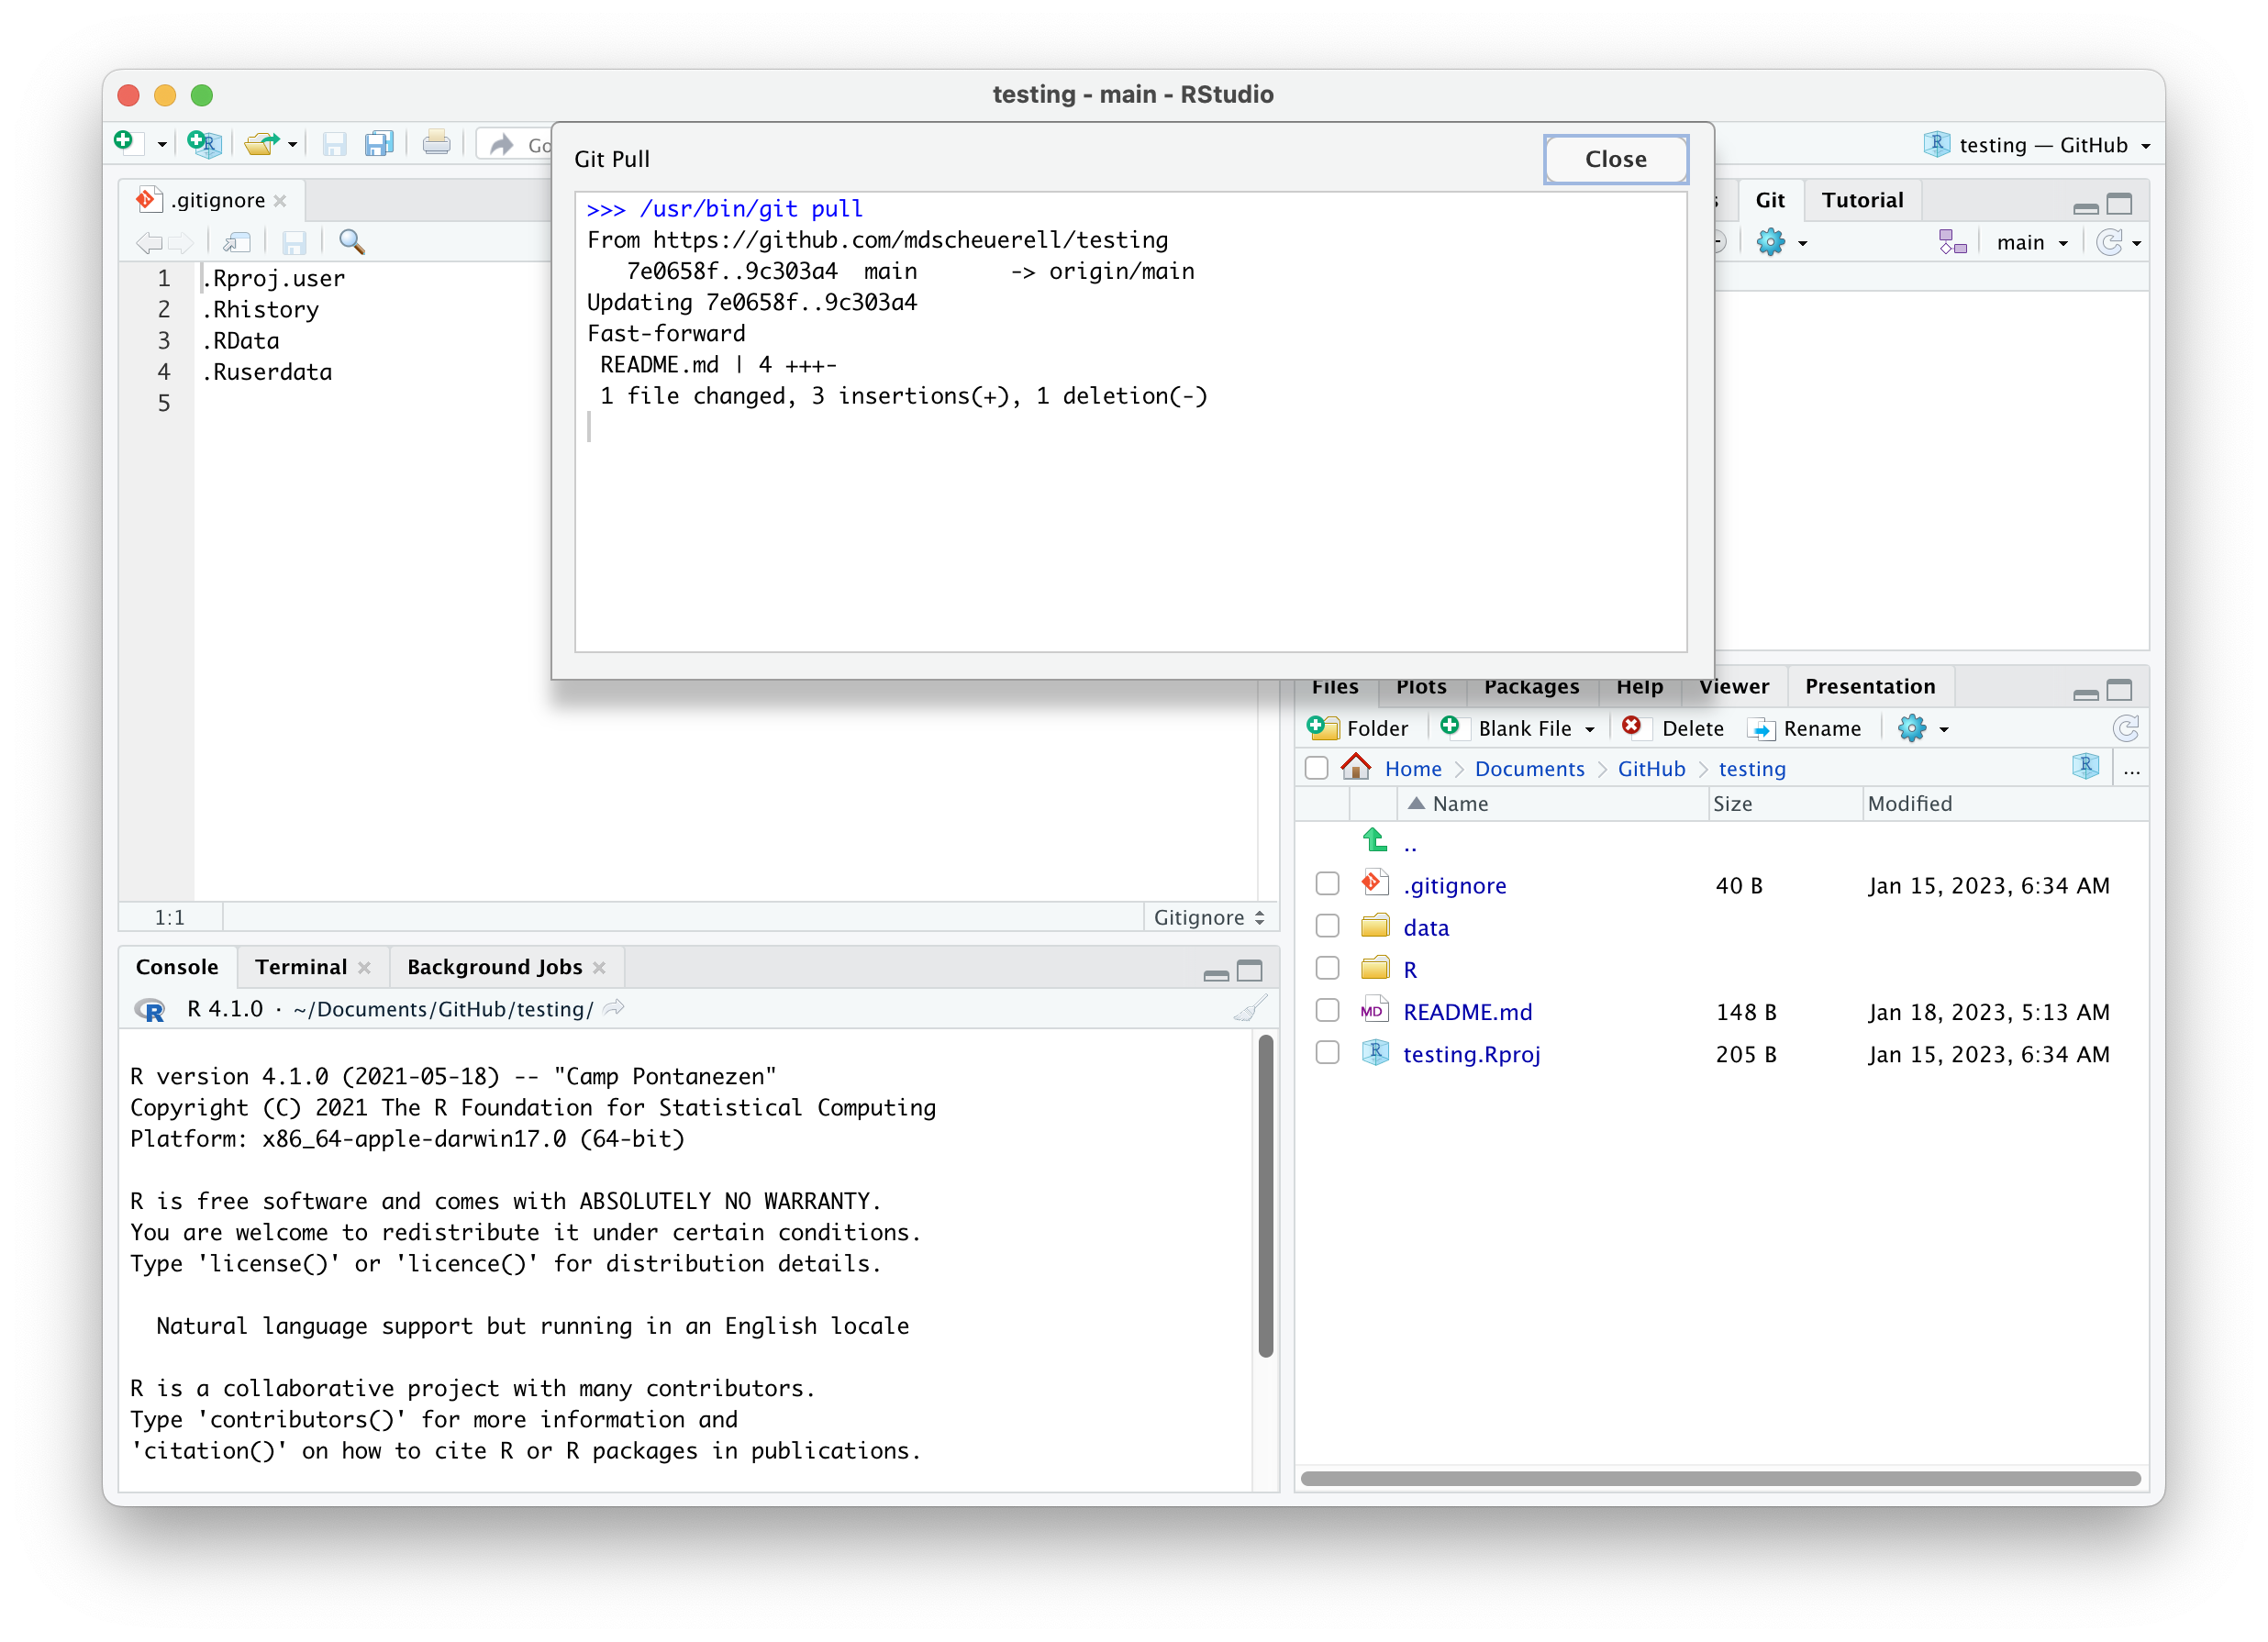 testing - main - RStudio
Go
testing — GitHub
.gitignore
1 .Rproj.user
2 .Rhistory
3 .RData
4 .Ruserdata
5
1:1
Gitignore
Git Pull
Close
>>> /usr/bin/git pull
From https://github.com/mdscheuerell/testing
7e0658f..9c303a4 main -> origin/main
Updating 7e0658f..9c303a4
Fast-forward
README.md | 4 +++-
1 file changed, 3 insertions(+), 1 deletion(-)
Git Tutorial
main
Console Terminal Background Jobs
R 4.1.0 · ~/Documents/GitHub/testing/
R version 4.1.0 (2021-05-18) -- "Camp Pontanezen"
Copyright (C) 2021 The R Foundation for Statistical Computing
Platform: x86_64-apple-darwin17.0 (64-bit)
R is free software and comes with ABSOLUTELY NO WARRANTY.
You are welcome to redistribute it under certain conditions.
Type 'license()' or 'licence()' for distribution details.
Natural language support but running in an English locale
R is a collaborative project with many contributors.
Type 'contributors()' for more information and
'citation()' on how to cite R or R packages in publications.
Files Plots Packages Help Viewer Presentation
Folder Blank File Delete Rename
Home Documents GitHub testing ...
Name Size Modified
..
.gitignore 40 B Jan 15, 2023, 6:34 AM
data
R
README.md 148 B Jan 18, 2023, 5:13 AM
testing.Rproj 205 B Jan 15, 2023, 6:34 AM